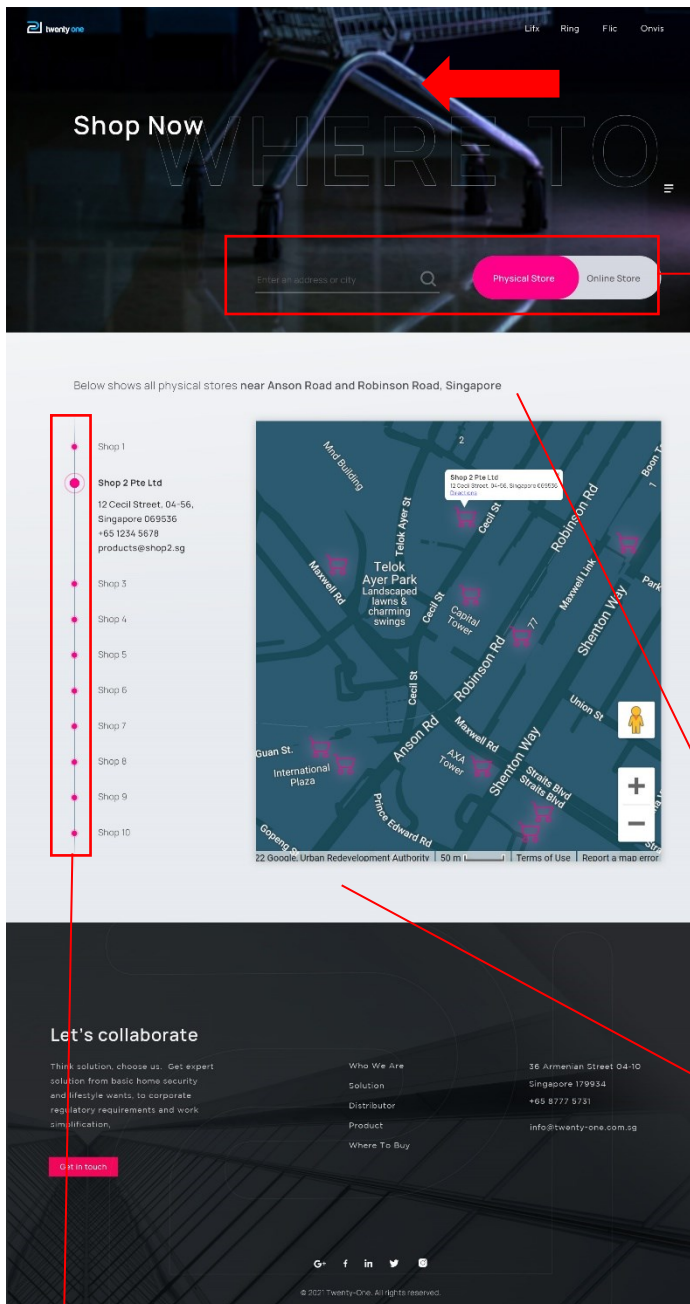 twenty one
Lifx Ring Flic Onvis
Shop Now
WHERE TO
Enter an address or city
Physical Store Online Store
Below shows all physical stores near Anson Road and Robinson Road, Singapore
Shop 1
Shop 2 Pte Ltd
12 Cecil Street, 04-56,
Singapore 069536
+65 1234 5678
products@shop2.sg
Shop 3
Shop 4
Shop 5
Shop 6
Shop 7
Shop 8
Shop 9
Shop 10
2
Mnd Building
Shop 2 Pte Ltd
12 Cecil Street, 04-56, Singapore 069536
Directions
Boon T
1
Telok Ayer St
Cecil St
Robinson Rd
Maxwell Rd
Telok
Ayer Park
Landscaped
lawns &
charming
swings
Cecil St
Capital
Tower
77
Maxwell Link
Shenton Way
Park
Robinson Rd
Cecil St
Union St
Anson Rd
Maxwell Rd
AXA
Tower
Shenton Way
Guan St.
International
Plaza
Straits Blvd
Straits Blvd
Prince Edward Rd
Gopeng S
Stra
+
−
22 Google, Urban Redevelopment Authority 50 m Terms of Use Report a map error
Let's collaborate
Think solution, choose us. Get expert
solution from basic home security
and lifestyle wants, to corporate
regulatory requirements and work
simplification,
Get in touch
Who We Are
Solution
Distributor
Product
Where To Buy
36 Armenian Street 04-10
Singapore 179934
+65 8777 5731
info@twenty-one.com.sg
G+ f in
© 2021 Twenty-One. All rights reserved.